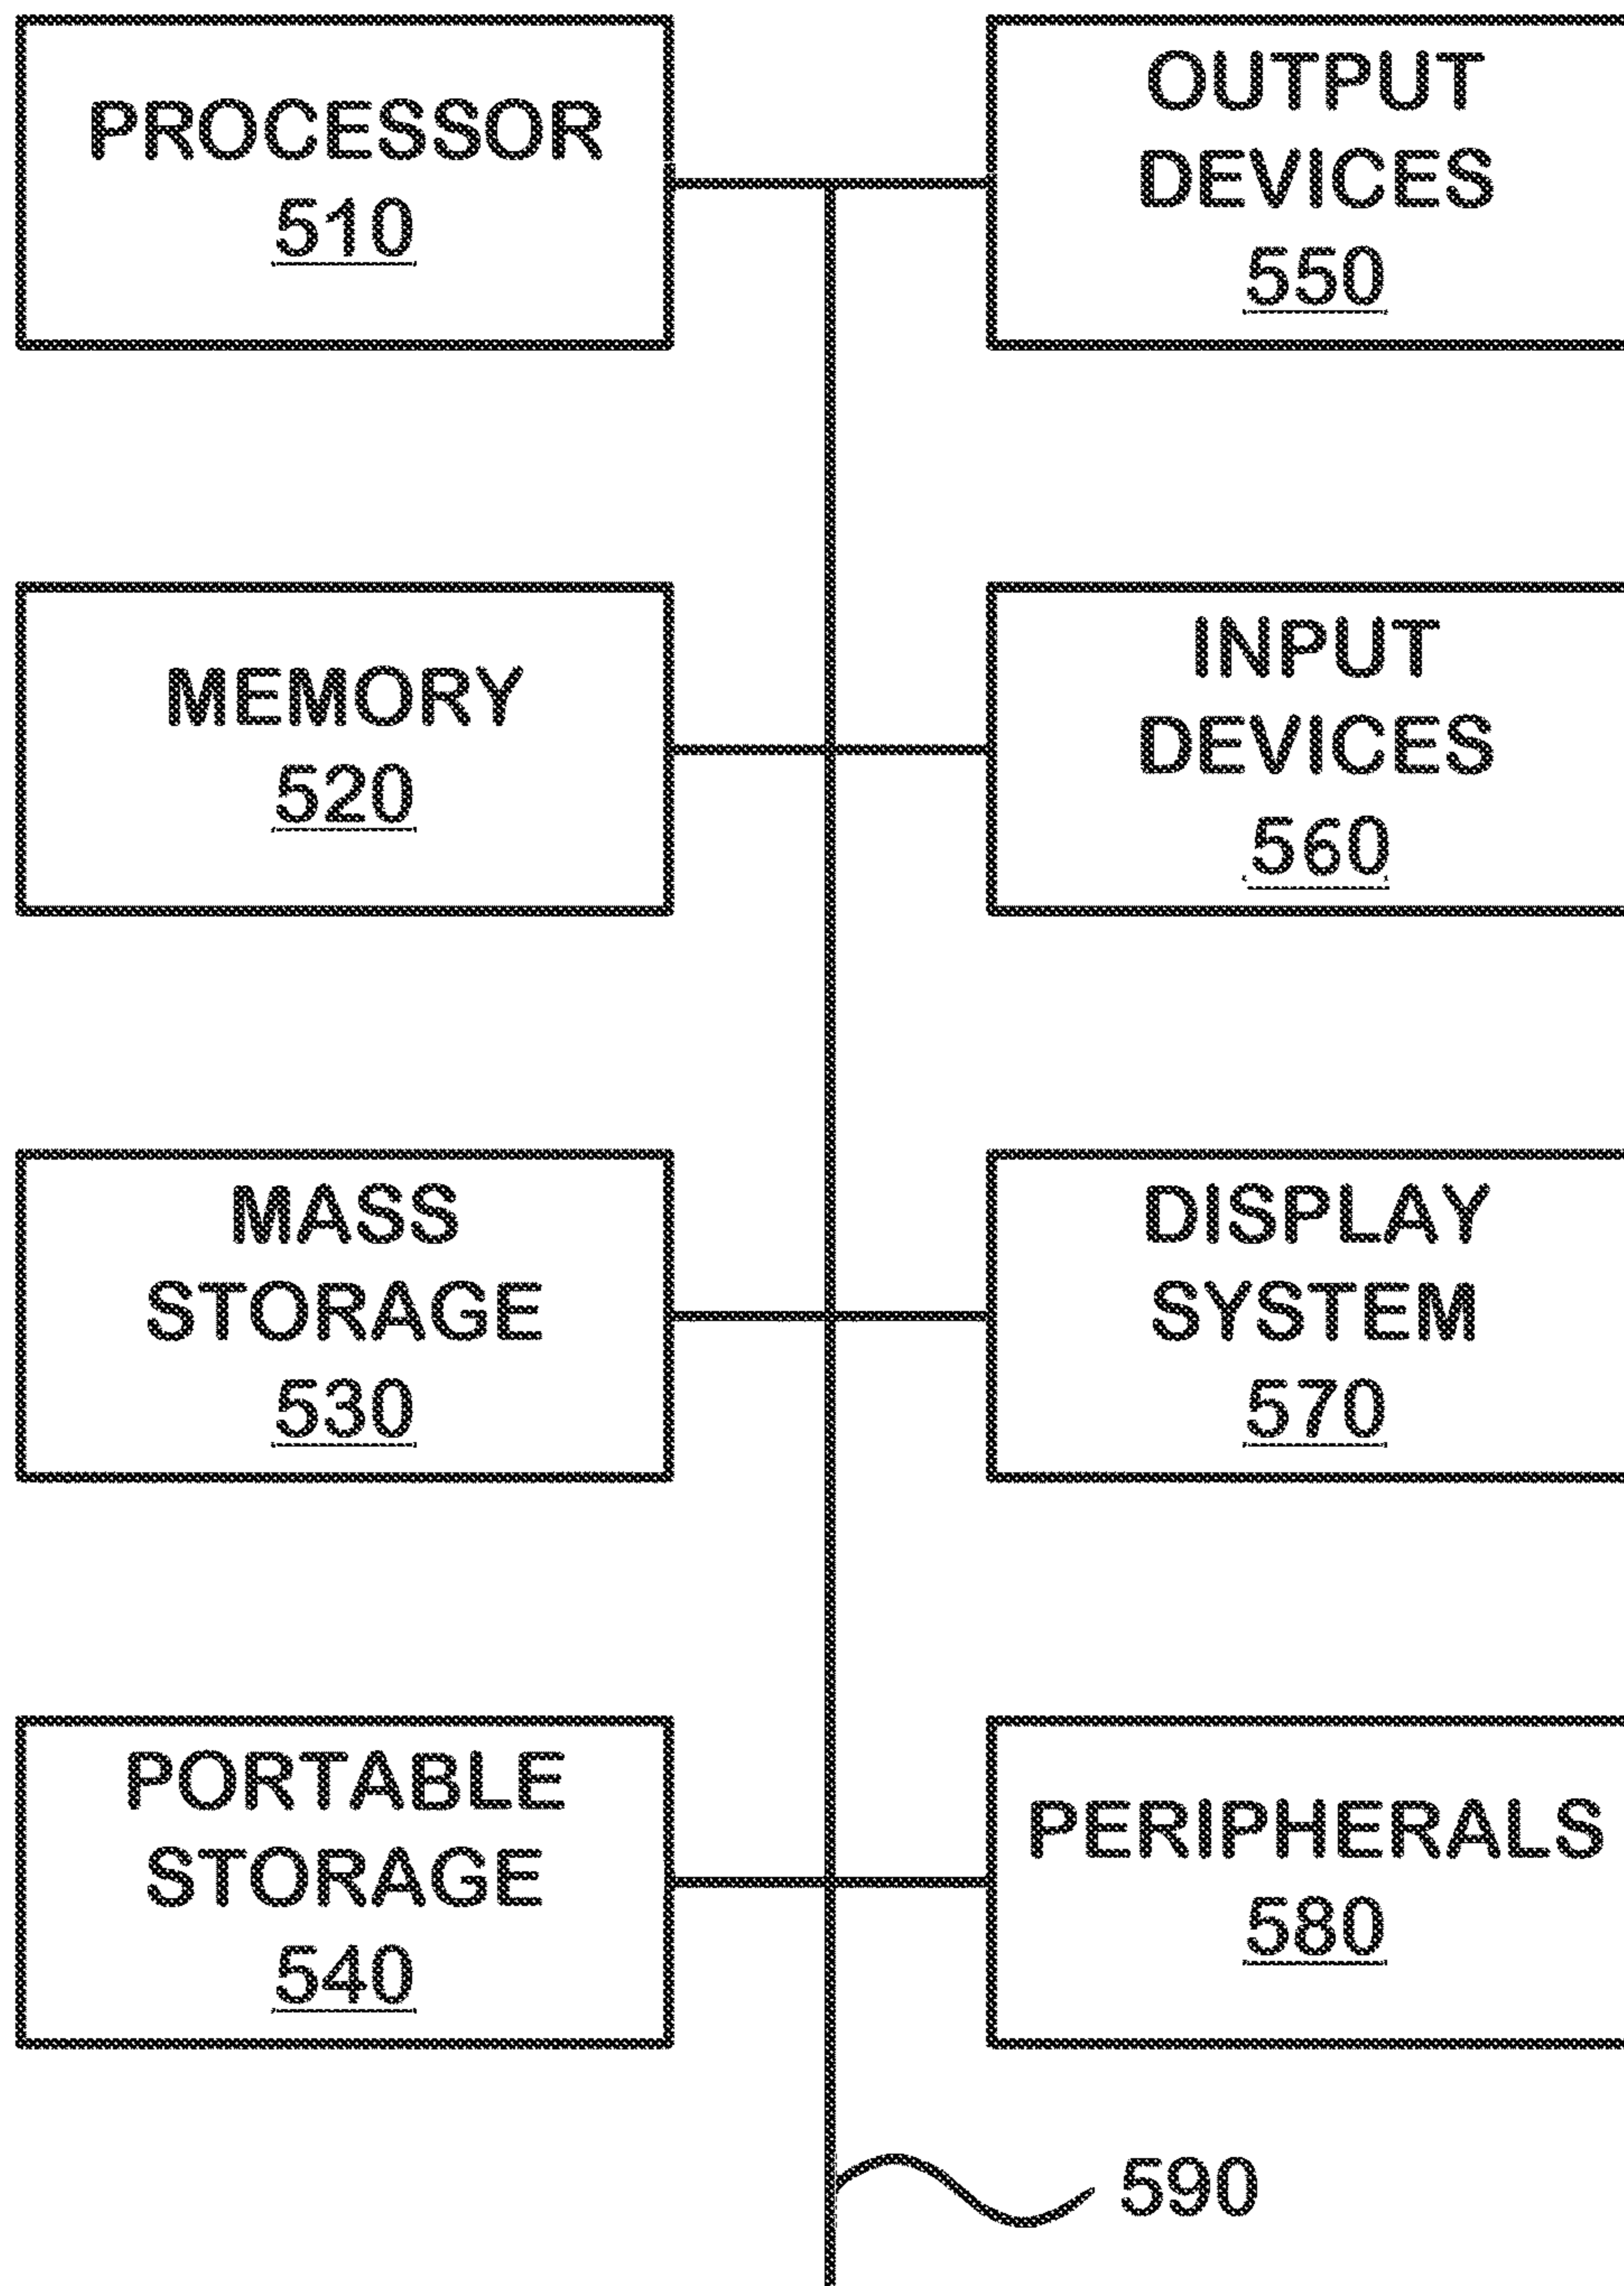 PROCESSOR
510
OUTPUT
DEVICES
550
MEMORY
520
INPUT
DEVICES
560
MASS
STORAGE
530
DISPLAY
SYSTEM
570
PORTABLE
STORAGE
540
PERIPHERALS
580
590